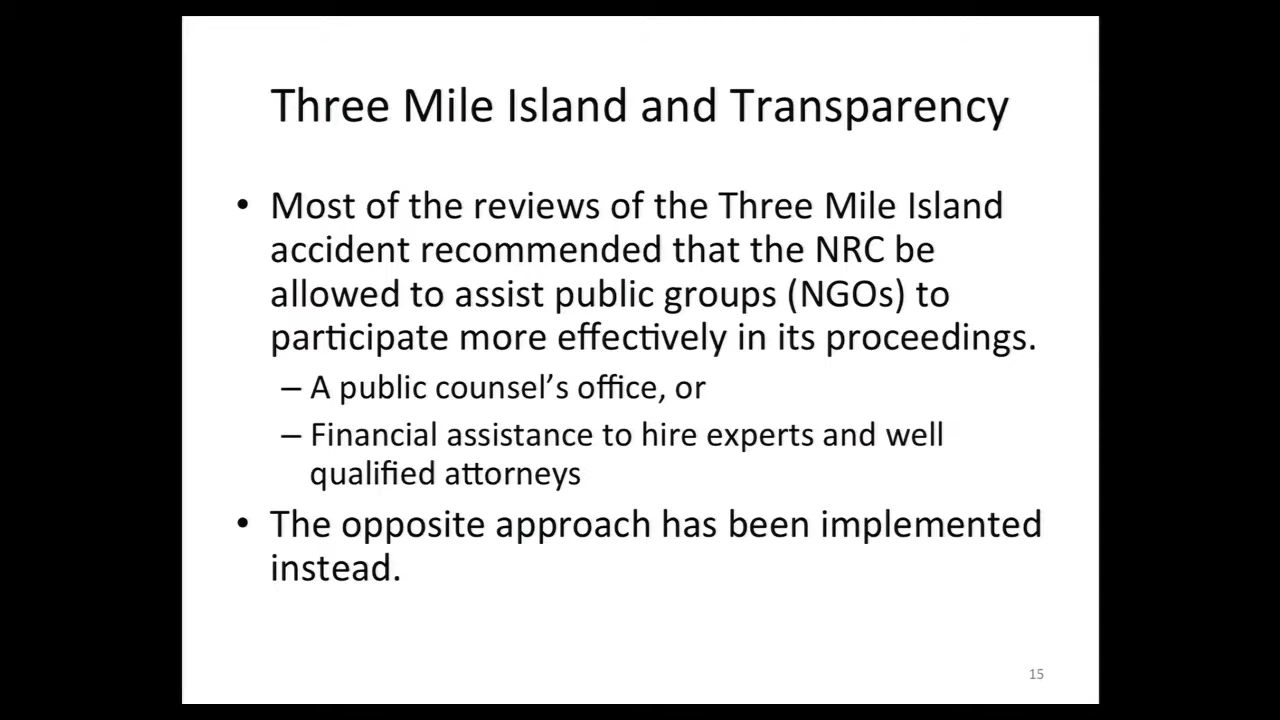 Three Mile Island and Transparency
• Most of the reviews of the Three Mile Island
accident recommended that the NRC be
allowed to assist public groups (NGOs) to
participate more effectively in its proceedings.
– A public counsel’s office, or
– Financial assistance to hire experts and well
qualified attorneys
• The opposite approach has been implemented
instead.
15